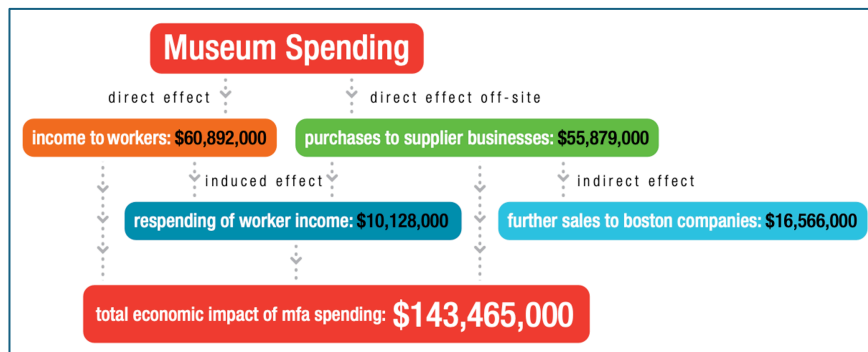 Museum Spending
direct effect
direct effect off-site
income to workers: $60,892,000
purchases to supplier businesses: $55,879,000
induced effect
indirect effect
respending of worker income: $10,128,000
further sales to boston companies: $16,566,000
total economic impact of mfa spending: $143,465,000